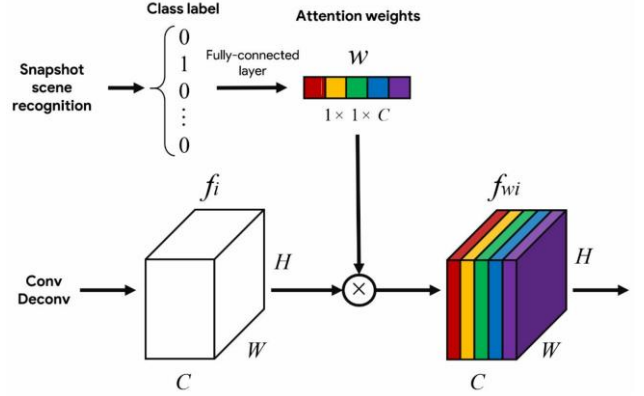 Class label
Attention weights
Snapshot
scene
recognition
0
1
0
⋮
0
Fully-connected
layer
w
1 × 1 × C
fi
fwi
Conv
Deconv
H
W
C
×
H
W
C